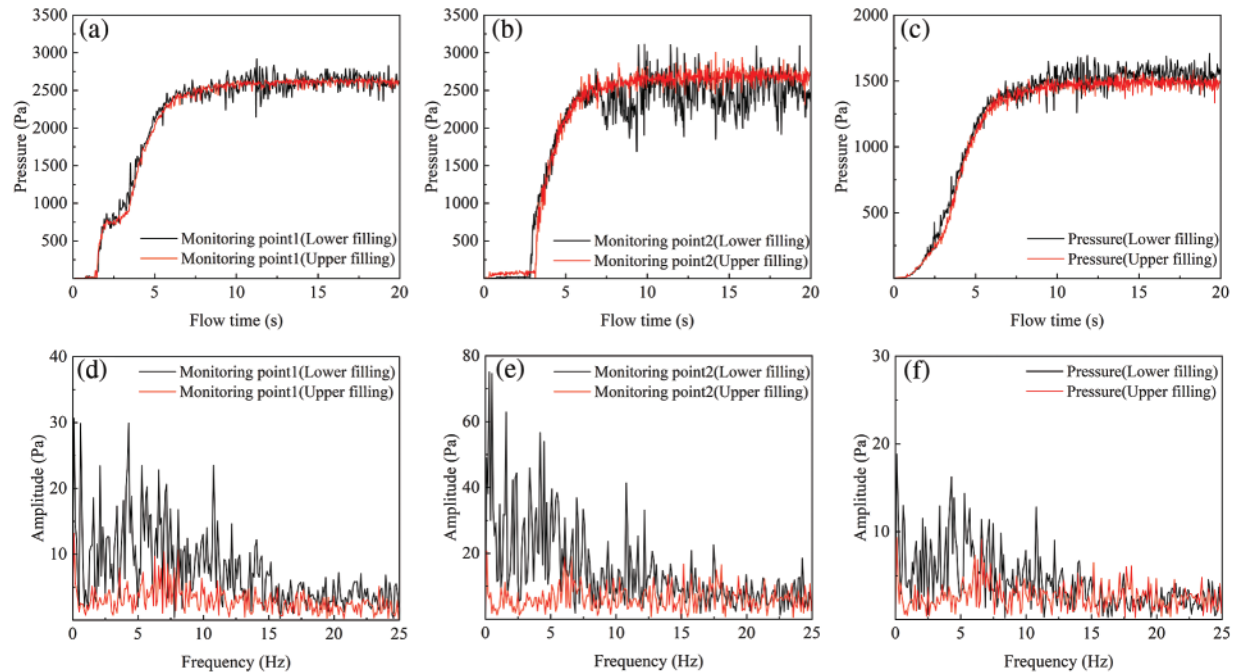 (a)
3500
3000
2500
2000
1500
1000
500
Pressure (Pa)
Monitoring point1(Lower filling)
Monitoring point1(Upper filling)
0 5 10 15 20
Flow time (s)
(b)
3500
3000
2500
2000
1500
1000
500
Pressure (Pa)
Monitoring point2(Lower filling)
Monitoring point2(Upper filling)
0 5 10 15 20
Flow time (s)
(c)
2000
1500
1000
500
Pressure (Pa)
Pressure(Lower filling)
Pressure(Upper filling)
0 5 10 15 20
Flow time (s)
(d)
40
30
20
10
Amplitude (Pa)
Monitoring point1(Lower filling)
Monitoring point1(Upper filling)
0 5 10 15 20 25
Frequency (Hz)
(e)
80
60
40
20
Amplitude (Pa)
Monitoring point2(Lower filling)
Monitoring point2(Upper filling)
0 5 10 15 20 25
Frequency (Hz)
(f)
30
20
10
Amplitude (Pa)
Pressure(Lower filling)
Pressure(Upper filling)
0 5 10 15 20 25
Frequency (Hz)